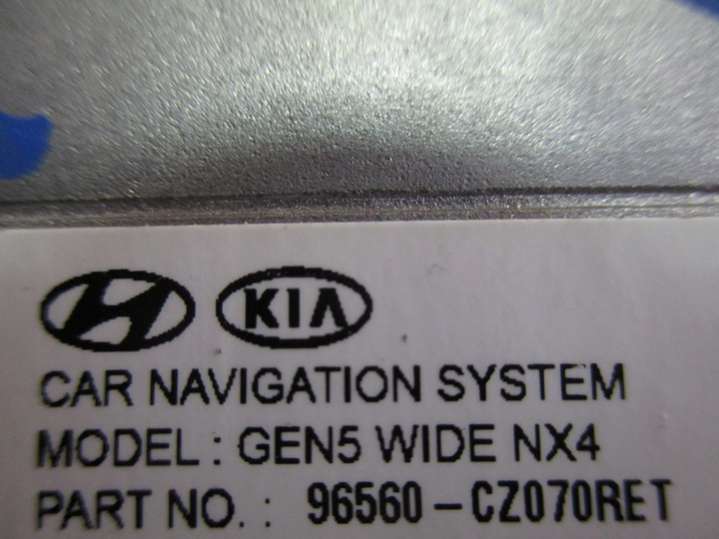 KIA
CAR NAVIGATION SYSTEM
MODEL : GEN5 WIDE NX4
PART NO. : 96560-CZ070RET